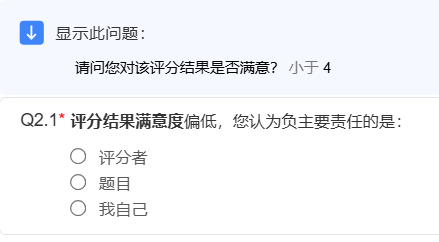 显示此问题：
请问您对该评分结果是否满意？ 小于 4
Q2.1* 评分结果满意度偏低，您认为负主要责任的是：
评分者
题目
我自己